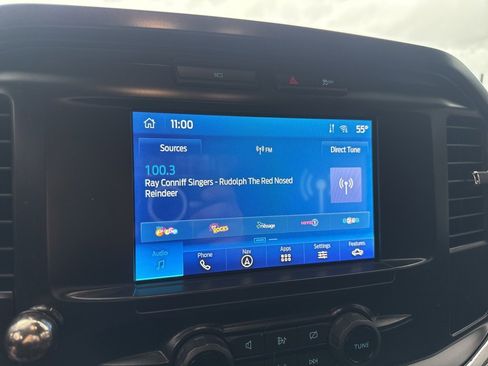 11:00
55°
Sources
FM
Direct Tune
100.3
Ray Conniff Singers - Rudolph The Red Nosed
Reindeer
message
Audio
Phone
Nav
Apps
Settings
Features
TUNE